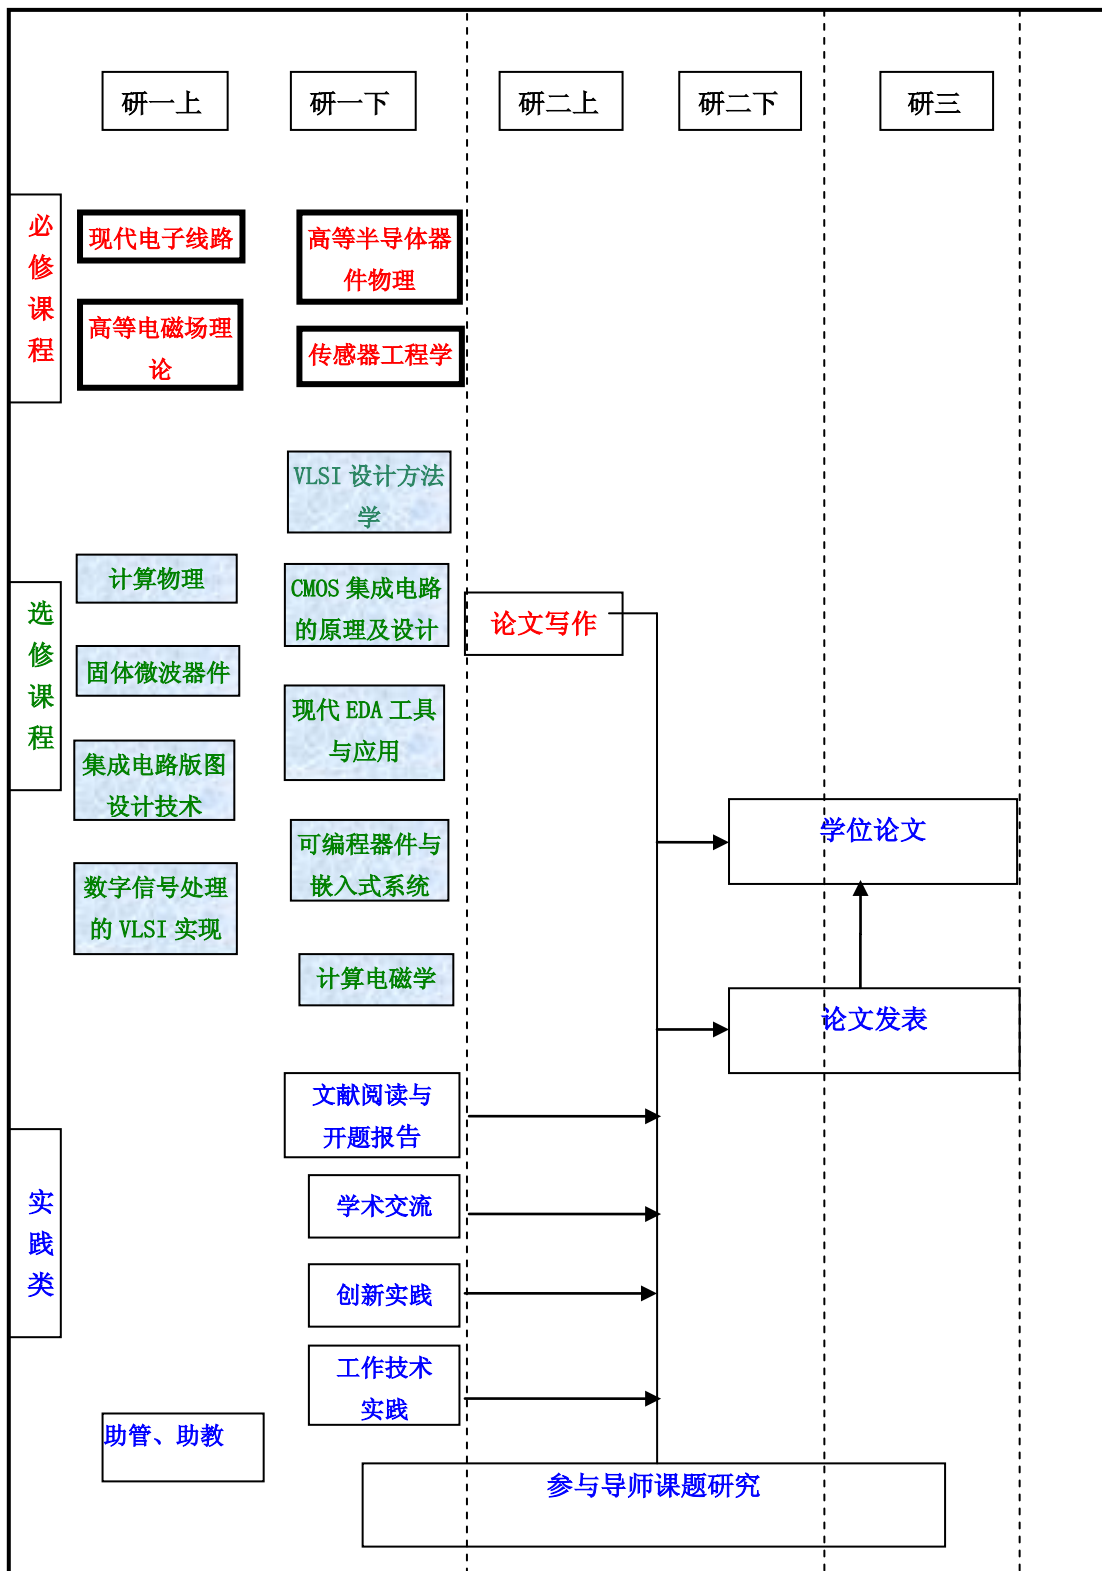 研一上
研一下
研二上
研二下
研三
必
修
课
程
现代电子线路
高等电磁场理
论
高等半导体器
件物理
传感器工程学
选
修
课
程
计算物理
固体微波器件
集成电路版图
设计技术
数字信号处理
的 VLSI 实现
VLSI 设计方法
学
CMOS 集成电路
的原理及设计
现代 EDA 工具
与应用
可编程器件与
嵌入式系统
计算电磁学
论文写作
学位论文
论文发表
实
践
类
文献阅读与
开题报告
学术交流
创新实践
工作技术
实践
助管、助教
参与导师课题研究